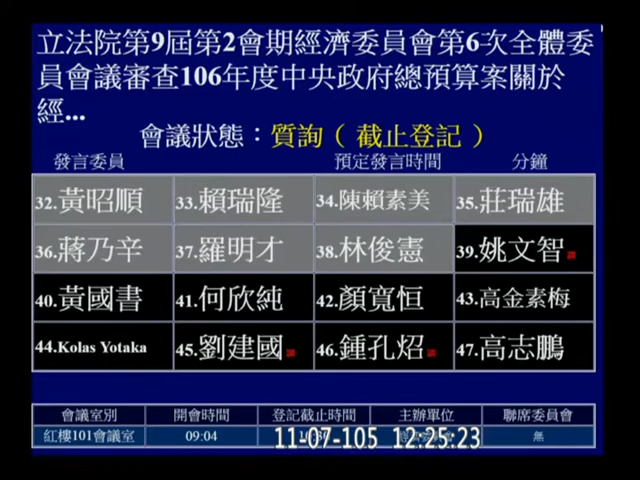 立法院第9屆第2會期經濟委員會第6次全體委
員會議審查106年度中央政府總預算案關於
經...
會議狀態：質詢（截止登記）
發言委員 預定發言時間 分鐘
32.黃昭順 33.賴瑞隆 34.陳賴素美 35.莊瑞雄
36.蔣乃辛 37.羅明才 38.林俊憲 39.姚文智
40.黃國書 41.何欣純 42.顏寬恒 43.高金素梅
44.Kolas Yotaka 45.劉建國 46.鍾孔炤 47.高志鵬
會議室別 開會時間 登記截止時間 主辦單位 聯席委員會
紅樓101會議室 09:04 無
11-07-105 12:25:23